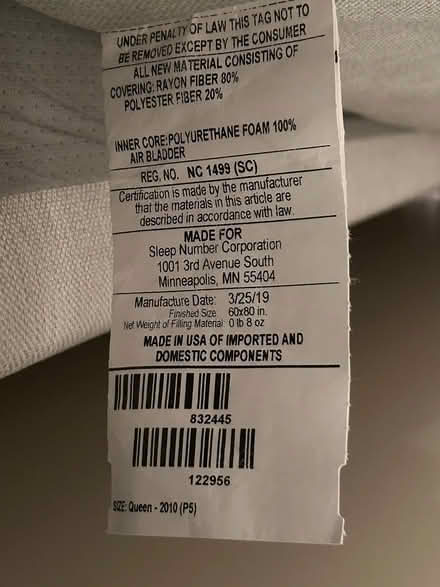 UNDER PENALTY OF LAW THIS TAG NOT TO
BE REMOVED EXCEPT BY THE CONSUMER
ALL NEW MATERIAL CONSISTING OF
COVERING: RAYON FIBER 80%
POLYESTER FIBER 20%
INNER CORE:POLYURETHANE FOAM 100%
AIR BLADDER
REG. NO. NC 1499 (SC)
Certification is made by the manufacturer
that the materials in this article are
described in accordance with law.
MADE FOR
Sleep Number Corporation
1001 3rd Avenue South
Minneapolis, MN 55404
Manufacture Date: 3/25/19
Finished Size 60x80 in.
Net Weight of Filling Material 0 lb 8 oz
MADE IN USA OF IMPORTED AND
DOMESTIC COMPONENTS
832445
122956
SIZE: Queen - 2010 (P5)